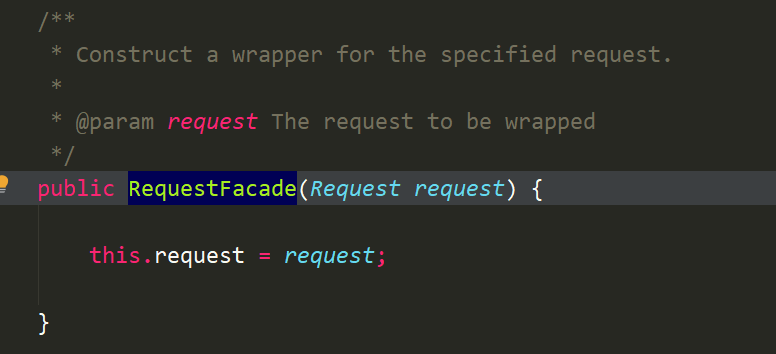 /**
* Construct a wrapper for the specified request.
*
* @param request The request to be wrapped
*/
public RequestFacade(Request request) {
this.request = request;
}